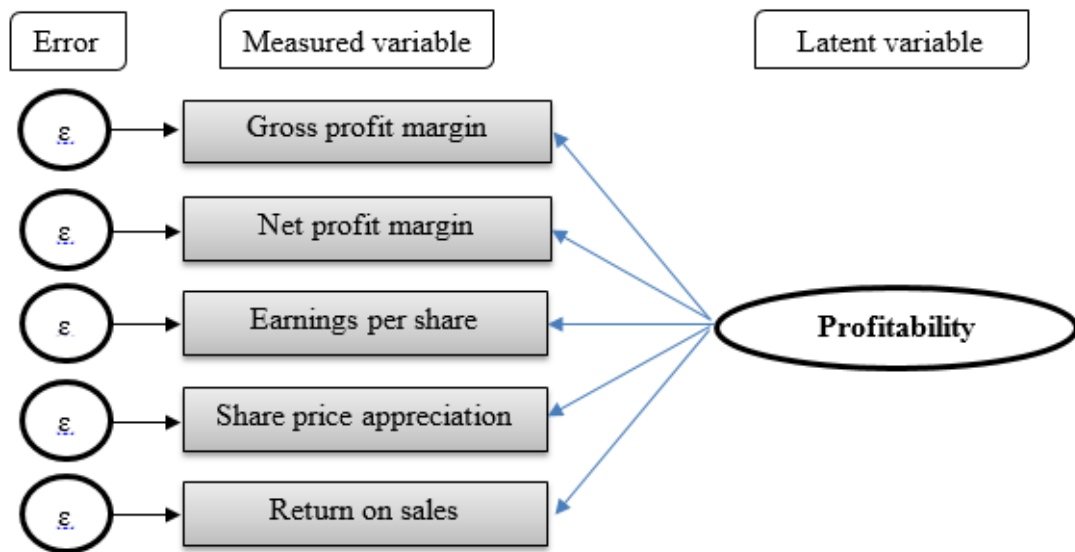 Error
Measured variable
Latent variable
ε
Gross profit margin
ε
Net profit margin
ε
Earnings per share
Profitability
ε
Share price appreciation
ε
Return on sales